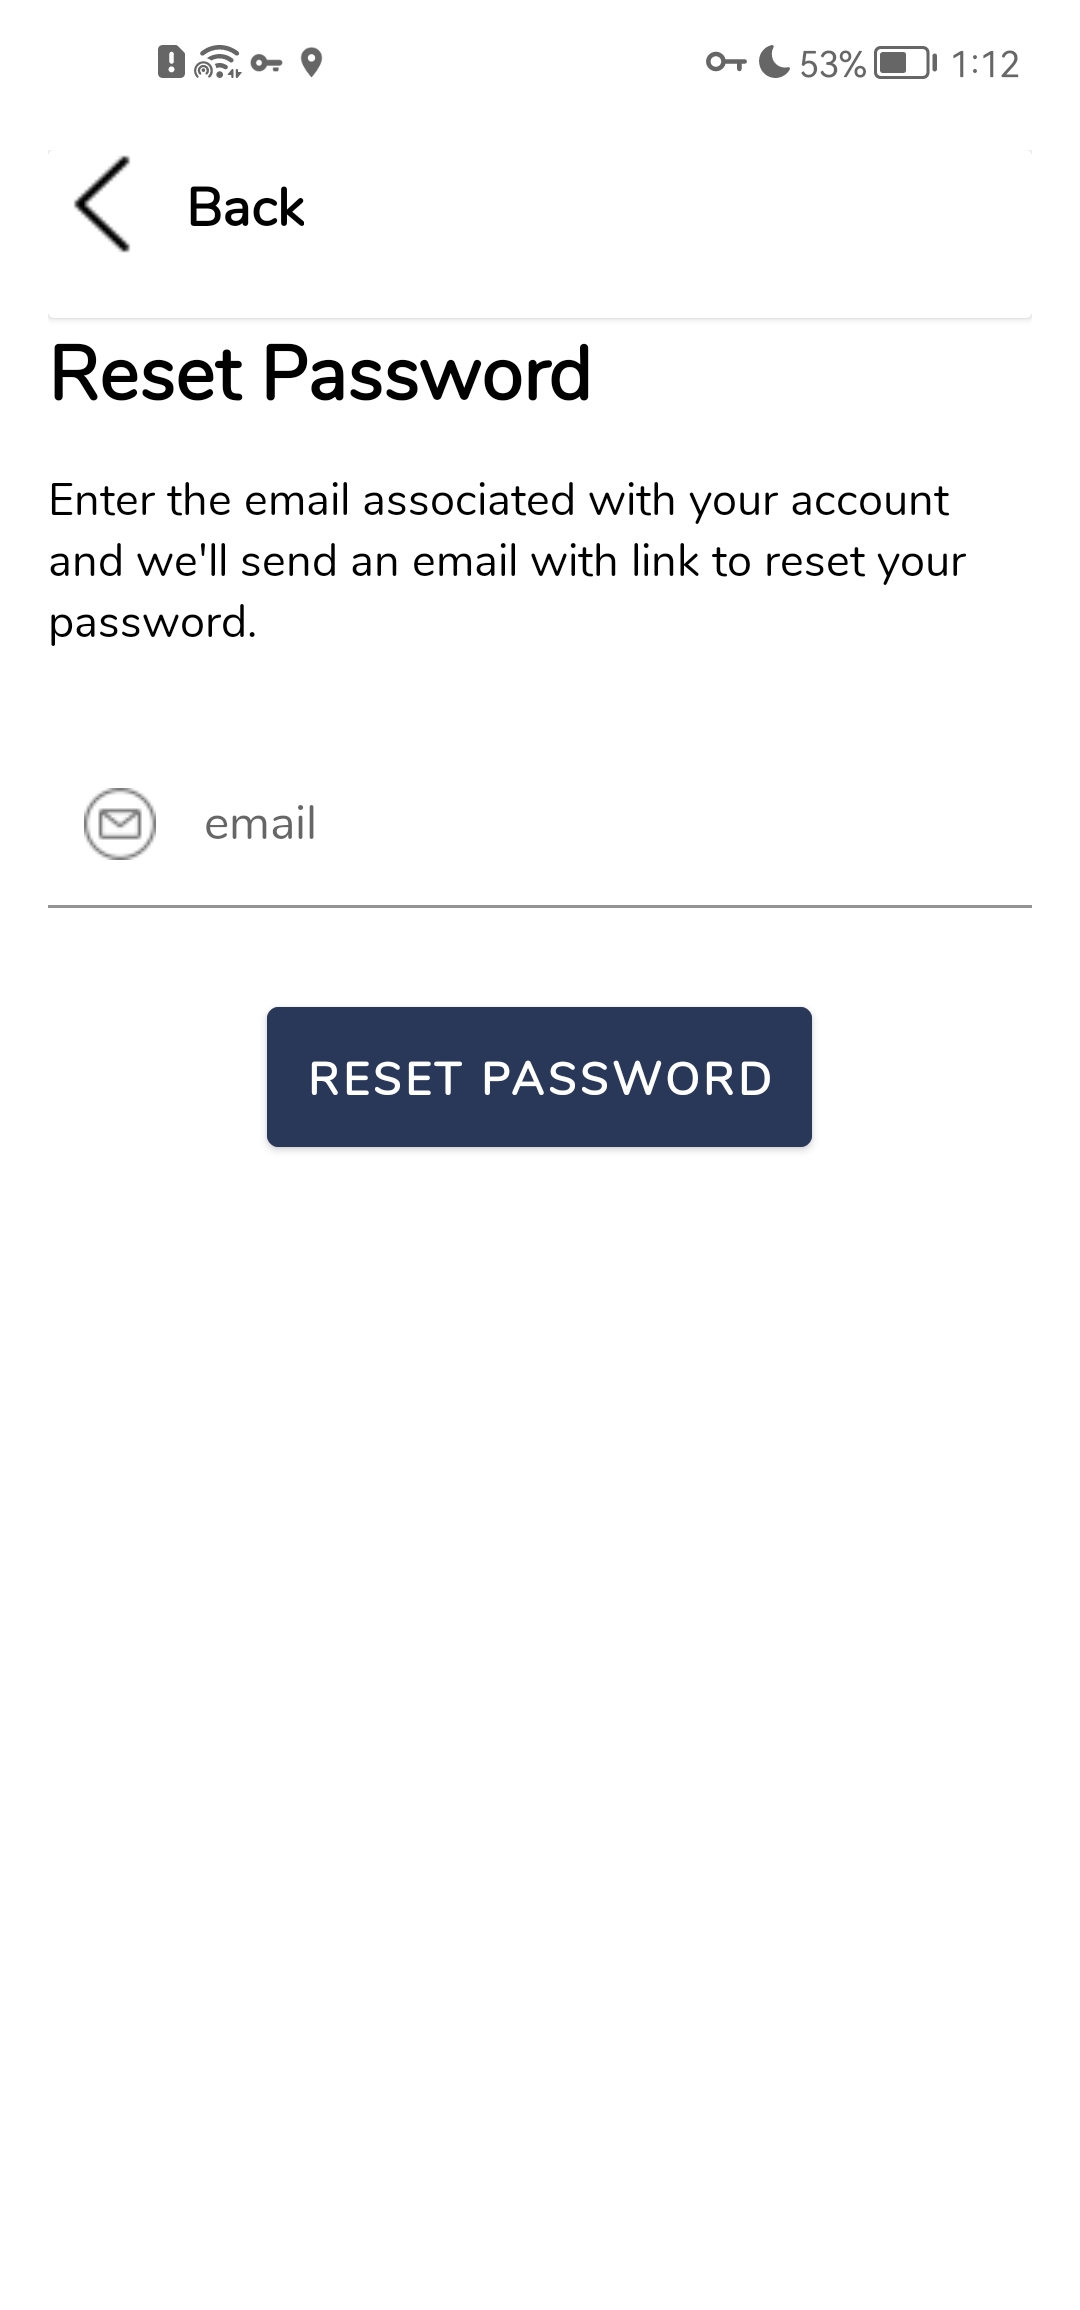 53% 1:12
Back
Reset Password
Enter the email associated with your account
and we'll send an email with link to reset your
password.
email
RESET PASSWORD